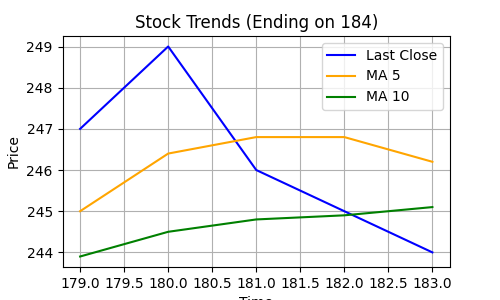 Stock Trends (Ending on 184)
Last Close
MA 5
MA 10
Price
249
248
247
246
245
244
179.0 179.5 180.0 180.5 181.0 181.5 182.0 182.5 183.0
Time